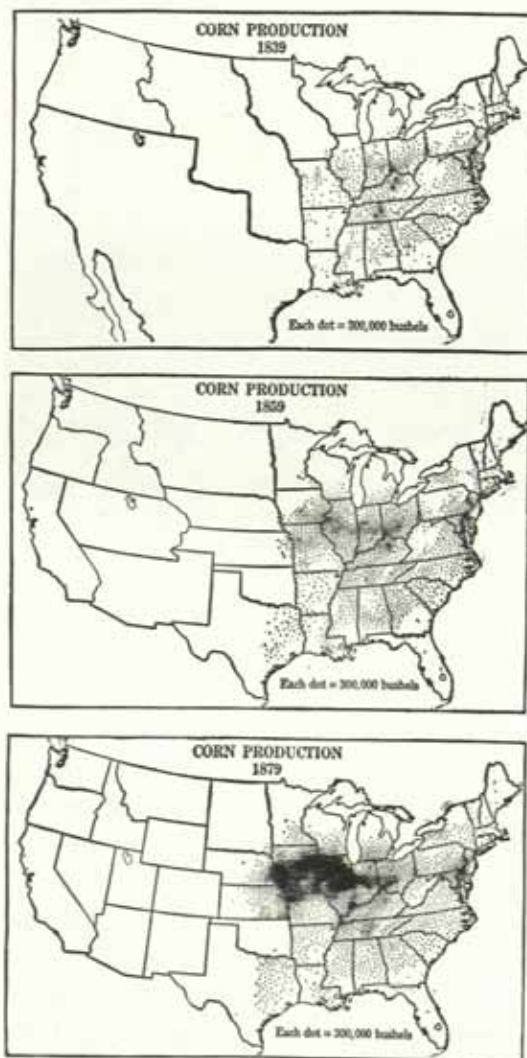 CORN PRODUCTION
1839
Each dot = 300,000 bushels
CORN PRODUCTION
1859
Each dot = 300,000 bushels
CORN PRODUCTION
1879
Each dot = 300,000 bushels